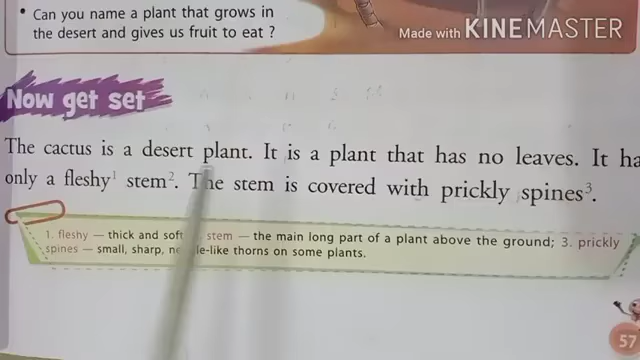 • Can you name a plant that grows in
the desert and gives us fruit to eat ?
Made with KINEMASTER
Now get set
The cactus is a desert plant. It is a plant that has no leaves. It ha
only a fleshy¹ stem². The stem is covered with prickly spines³.
1. fleshy — thick and soft stem — the main long part of a plant above the ground; 3. prickly
spines — small, sharp, thorns on some plants.
57